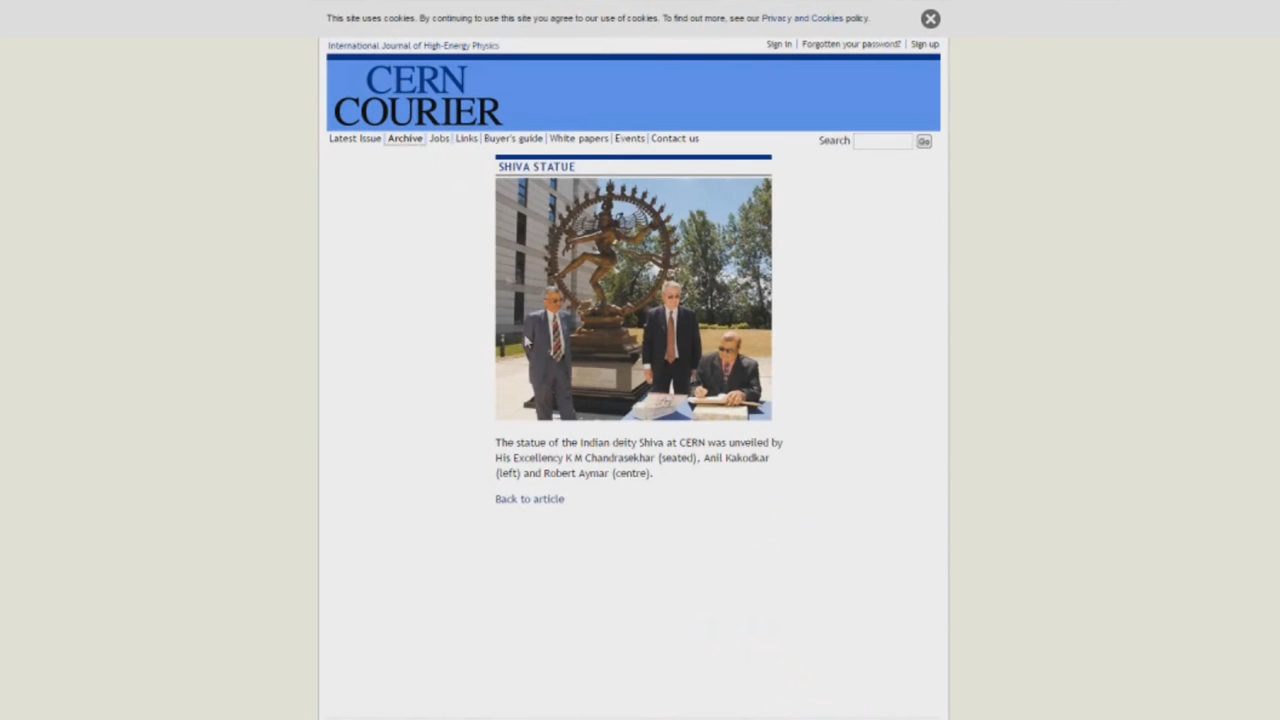 This site uses cookies. By continuing to use this site you agree to our use of cookies. To find out more, see our Privacy and Cookies policy.
International Journal of High-Energy Physics
Sign in | Forgotten your password? | Sign up
CERN
COURIER
Latest Issue | Archive | Jobs | Links | Buyer's guide | White papers | Events | Contact us
Search Go
SHIVA STATUE
The statue of the Indian deity Shiva at CERN was unveiled by
His Excellency K M Chandrasekhar (seated), Anil Kakodkar
(left) and Robert Aymar (centre).
Back to article